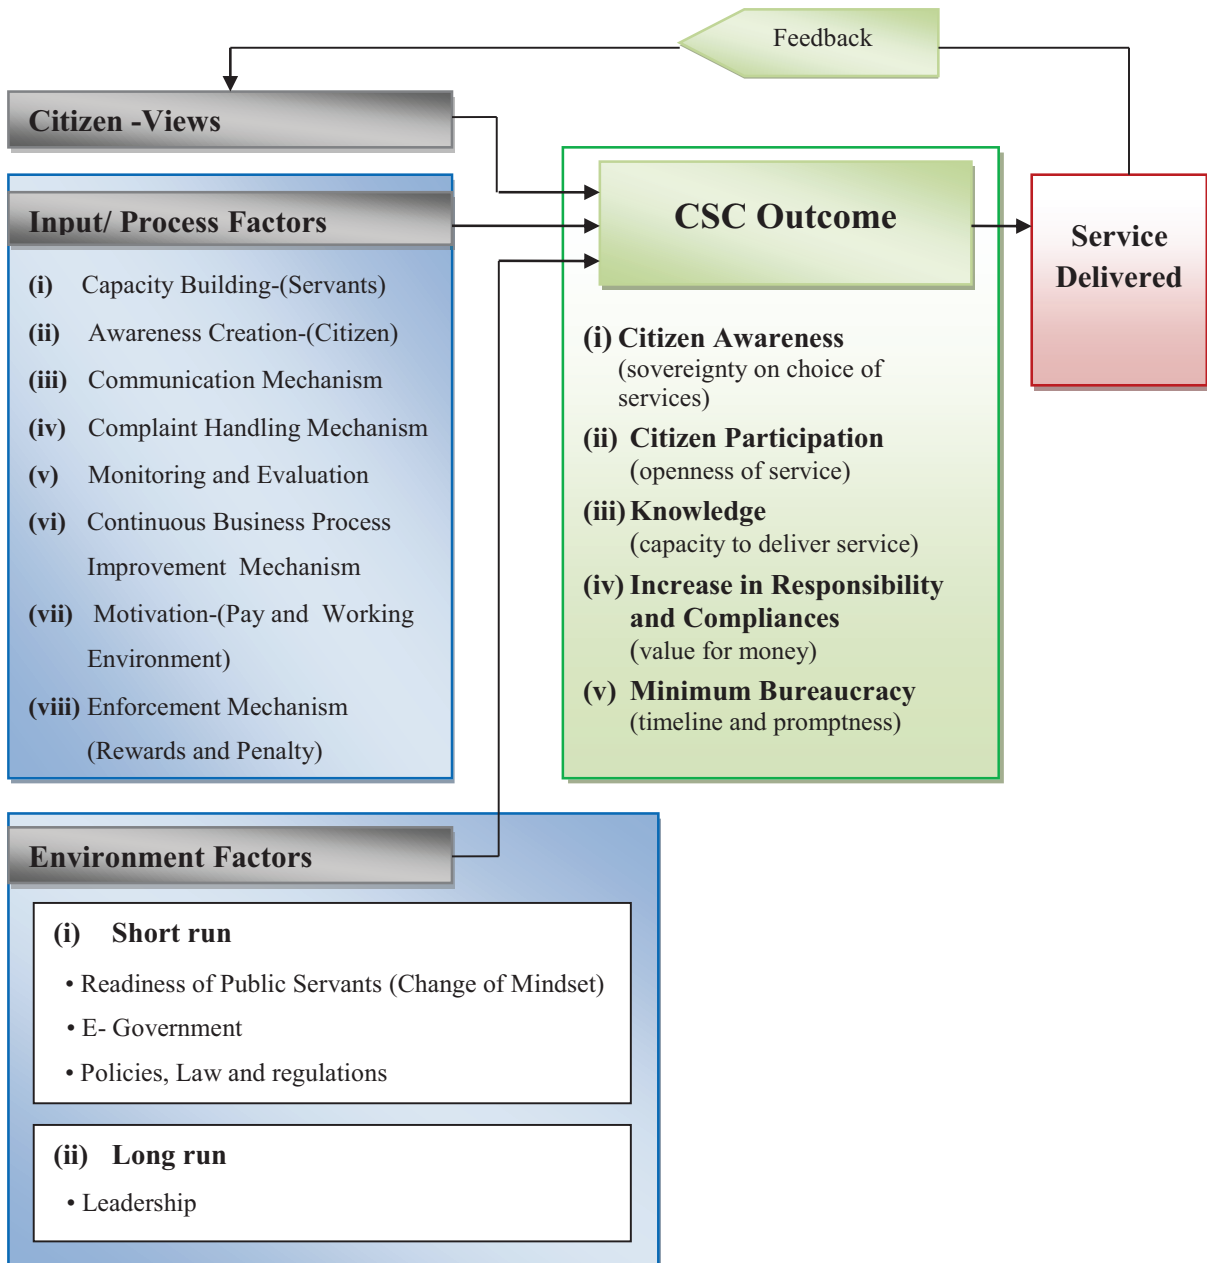 Feedback
Citizen -Views
Input/ Process Factors
(i) Capacity Building-(Servants)
(ii) Awareness Creation-(Citizen)
(iii) Communication Mechanism
(iv) Complaint Handling Mechanism
(v) Monitoring and Evaluation
(vi) Continuous Business Process
Improvement Mechanism
(vii) Motivation-(Pay and Working
Environment)
(viii) Enforcement Mechanism
(Rewards and Penalty)
CSC Outcome
(i) Citizen Awareness
(sovereignty on choice of
services)
(ii) Citizen Participation
(openness of service)
(iii) Knowledge
(capacity to deliver service)
(iv) Increase in Responsibility
and Compliances
(value for money)
(v) Minimum Bureaucracy
(timeline and promptness)
Service
Delivered
Environment Factors
(i) Short run
• Readiness of Public Servants (Change of Mindset)
• E- Government
• Policies, Law and regulations
(ii) Long run
• Leadership